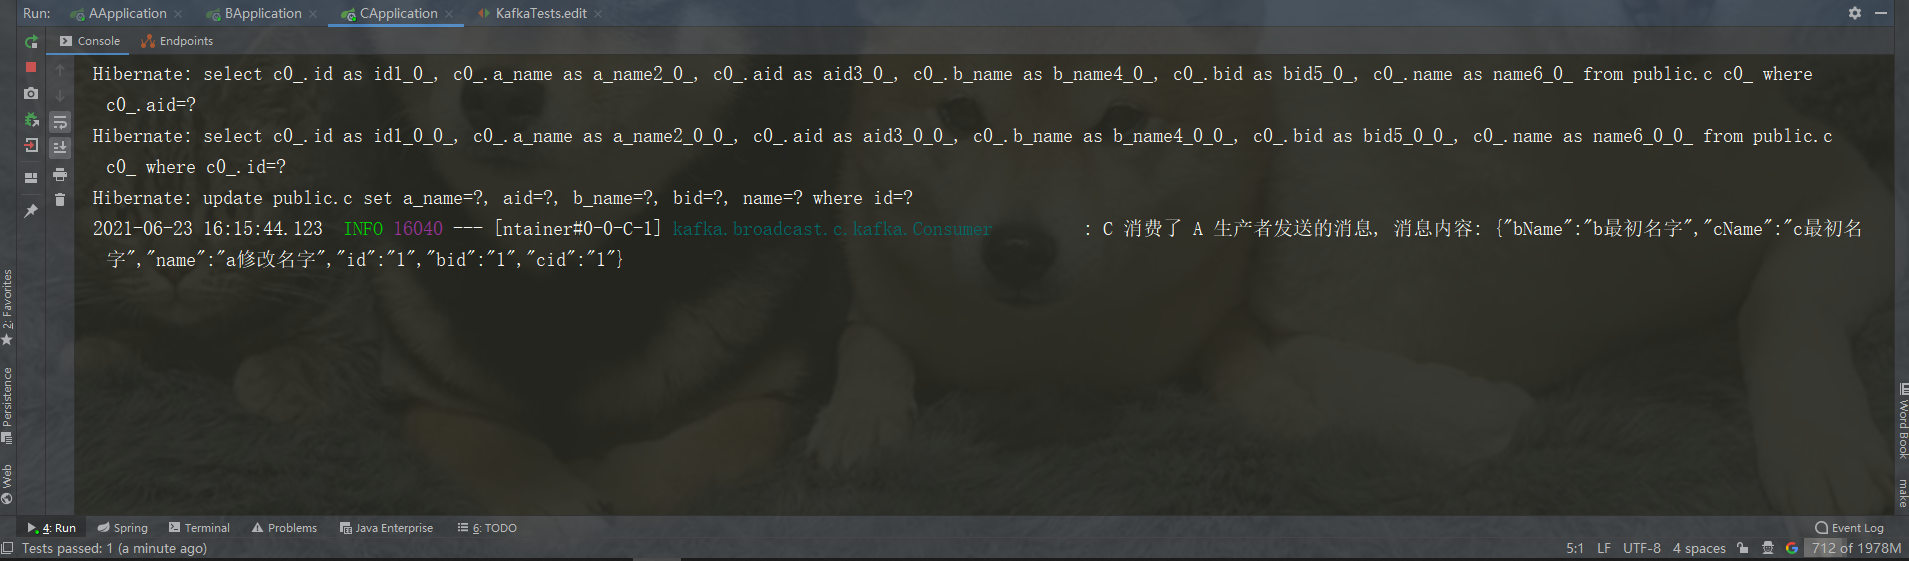 Run: AApplication BApplication CApplication KafkaTests.edit
Console Endpoints
Hibernate: select c0_.id as id1_0_, c0_.a_name as a_name2_0_, c0_.aid as aid3_0_, c0_.b_name as b_name4_0_, c0_.bid as bid5_0_, c0_.name as name6_0_ from public.c c0_ where
c0_.aid=?
Hibernate: select c0_.id as id1_0_0_, c0_.a_name as a_name2_0_0_, c0_.aid as aid3_0_0_, c0_.b_name as b_name4_0_0_, c0_.bid as bid5_0_0_, c0_.name as name6_0_0_ from public.c
c0_ where c0_.id=?
Hibernate: update public.c set a_name=?, aid=?, b_name=?, bid=?, name=? where id=?
2021-06-23 16:15:44.123  INFO 16040 --- [ntainer#0-0-C-1] kafka.broadcast.c.kafka.Consumer : C 消费了 A 生产者发送的消息, 消息内容: {"bName":"b最初名字","cName":"c最初名
字","name":"a修改名字","id":"1","bid":"1","cid":"1"}
2: Favorites
Persistence
Web
Word Book
make
4: Run Spring Terminal Problems Java Enterprise 6: TODO Event Log
Tests passed: 1 (a minute ago) 5:1 LF UTF-8 4 spaces 712 of 1978M